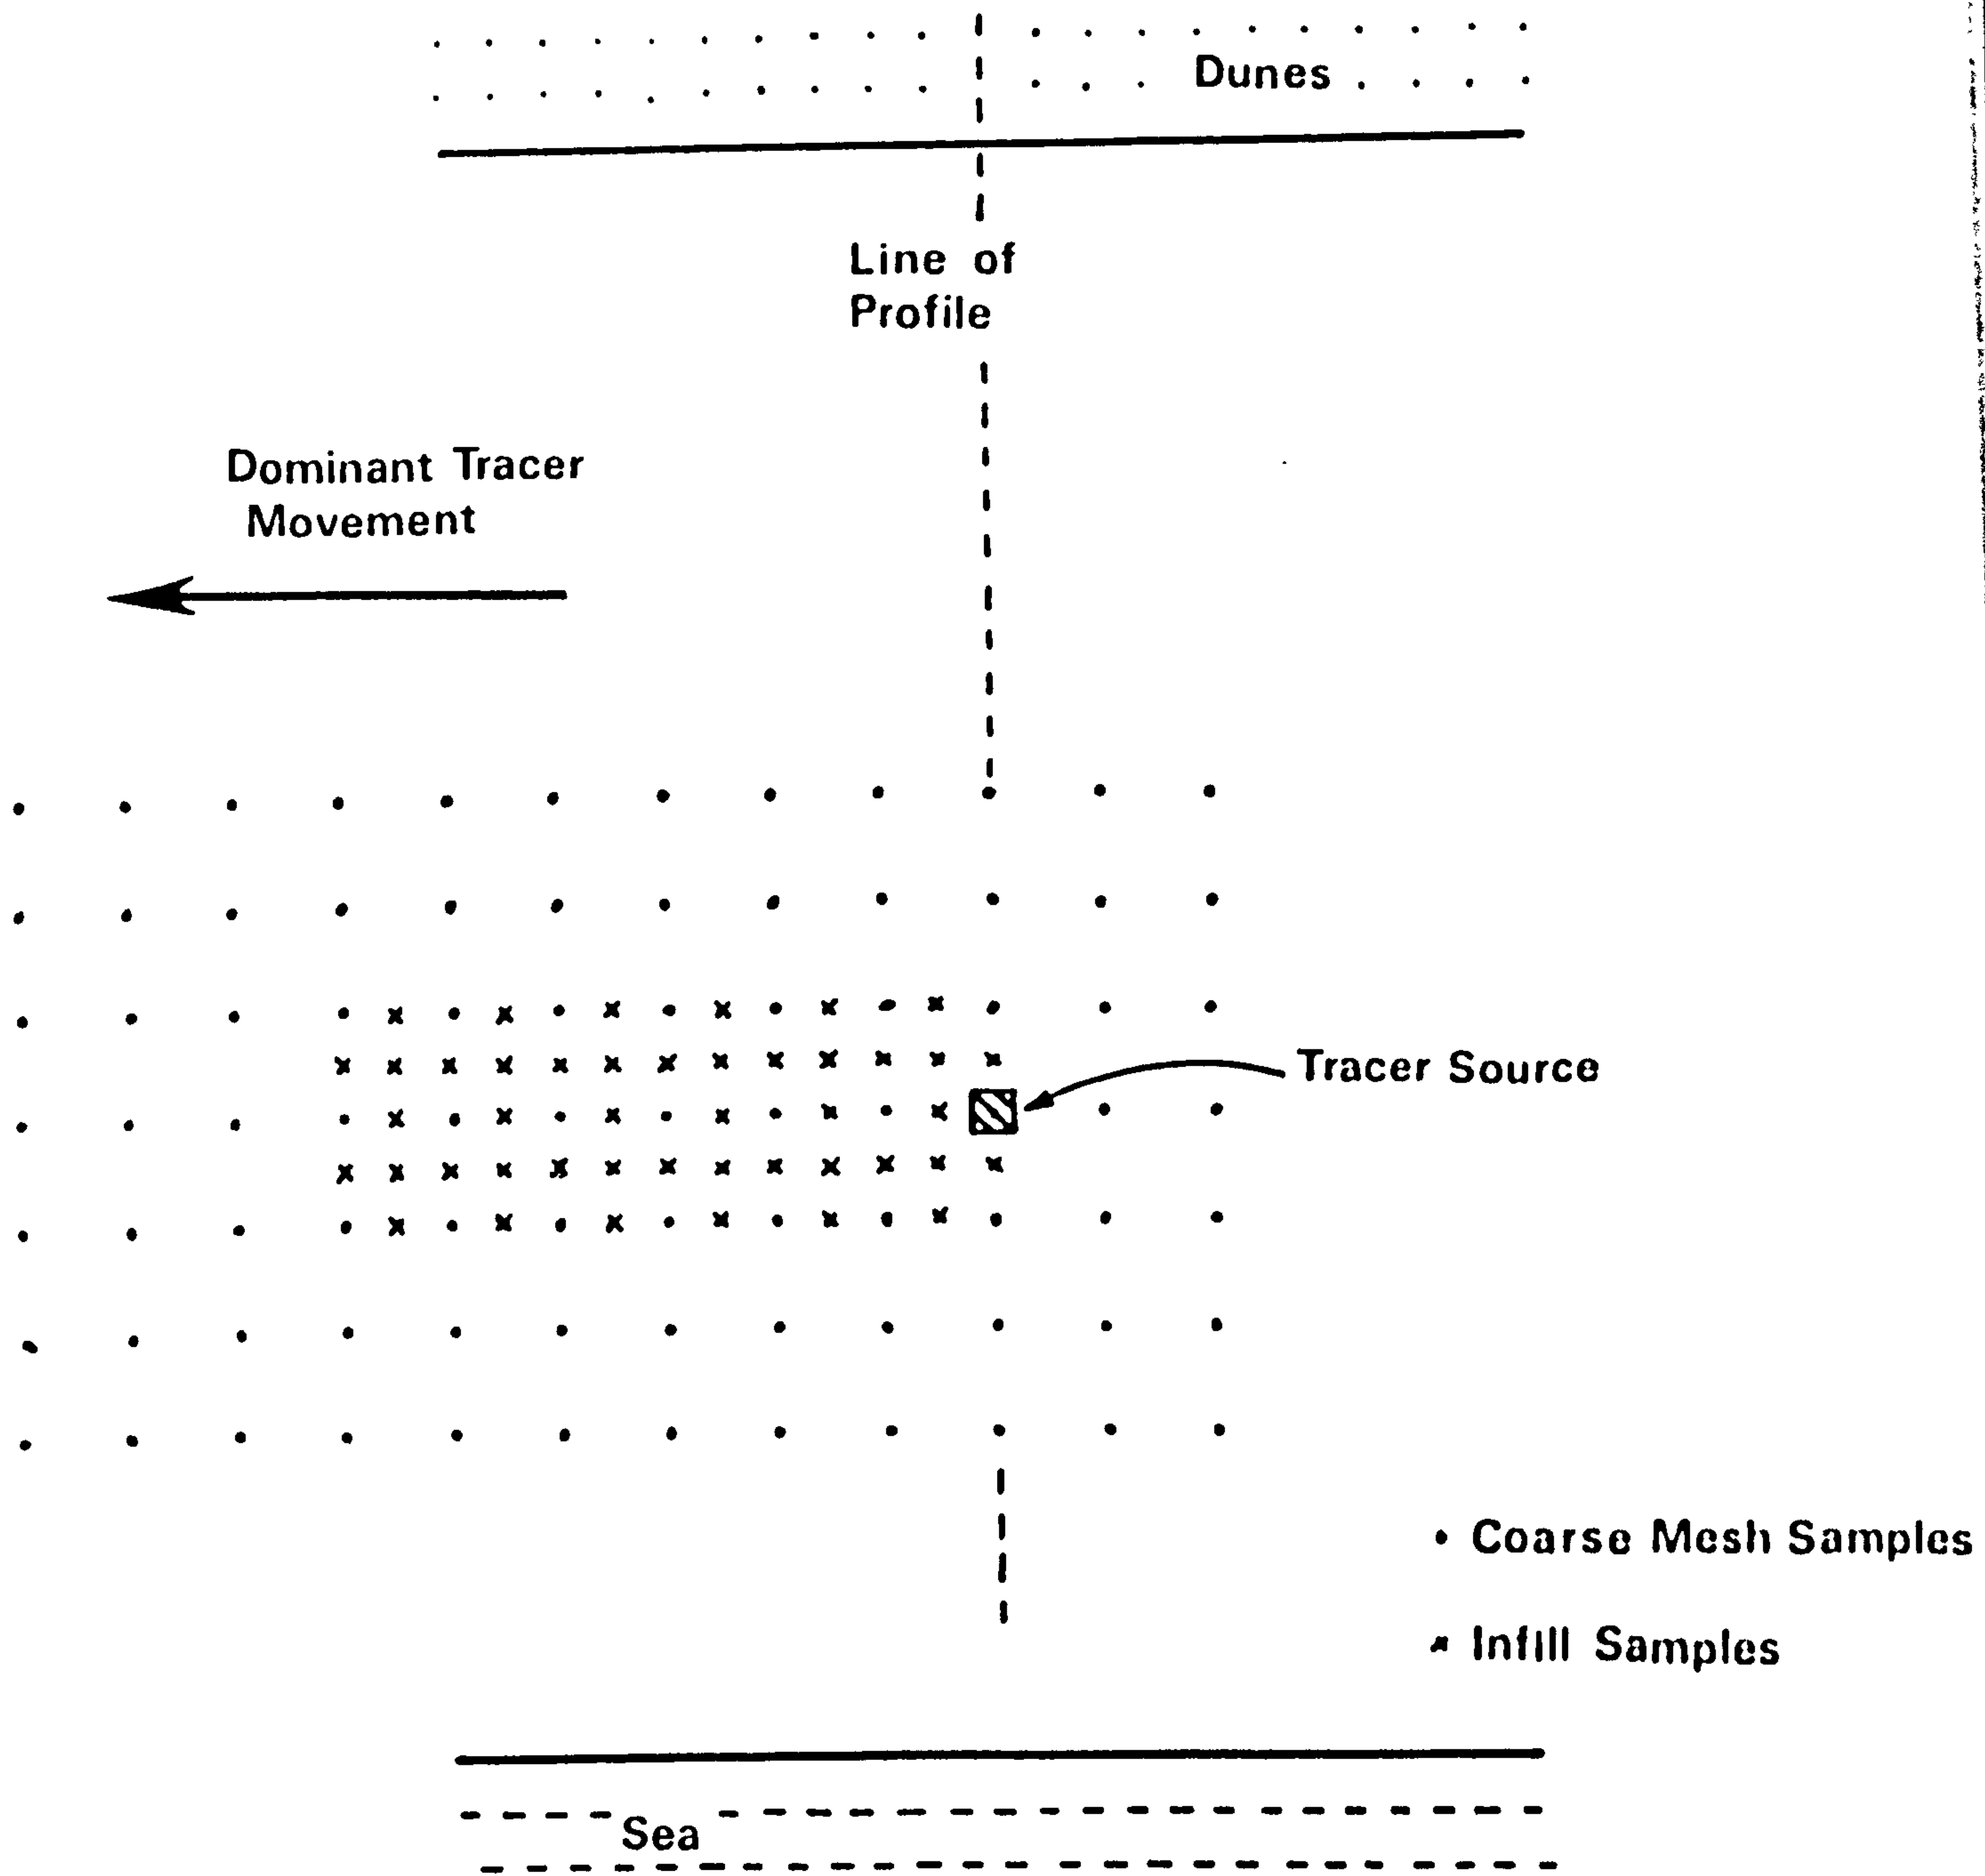 Dunes
Line of
Profile
Dominant Tracer
Movement
Tracer Source
Coarse Mesh Samples
Infill Samples
Sea